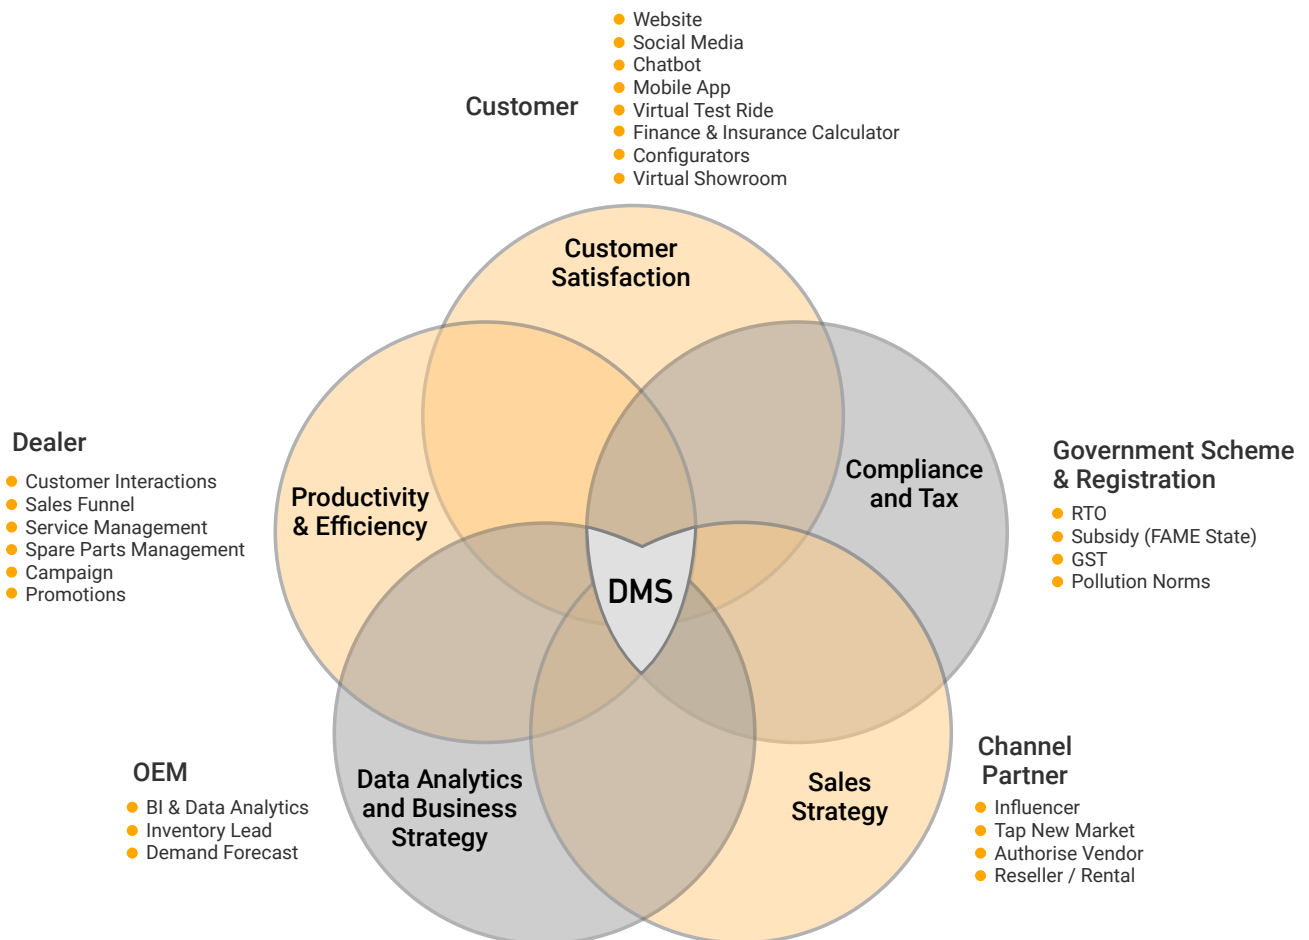 Customer
Website
Social Media
Chatbot
Mobile App
Virtual Test Ride
Finance & Insurance Calculator
Configurators
Virtual Showroom
Customer
Satisfaction
Dealer
Customer Interactions
Sales Funnel
Service Management
Spare Parts Management
Campaign
Promotions
Productivity
& Efficiency
Compliance
and Tax
Government Scheme
& Registration
RTO
Subsidy (FAME State)
GST
Pollution Norms
DMS
OEM
BI & Data Analytics
Inventory Lead
Demand Forecast
Data Analytics
and Business
Strategy
Sales
Strategy
Channel
Partner
Influencer
Tap New Market
Authorise Vendor
Reseller / Rental